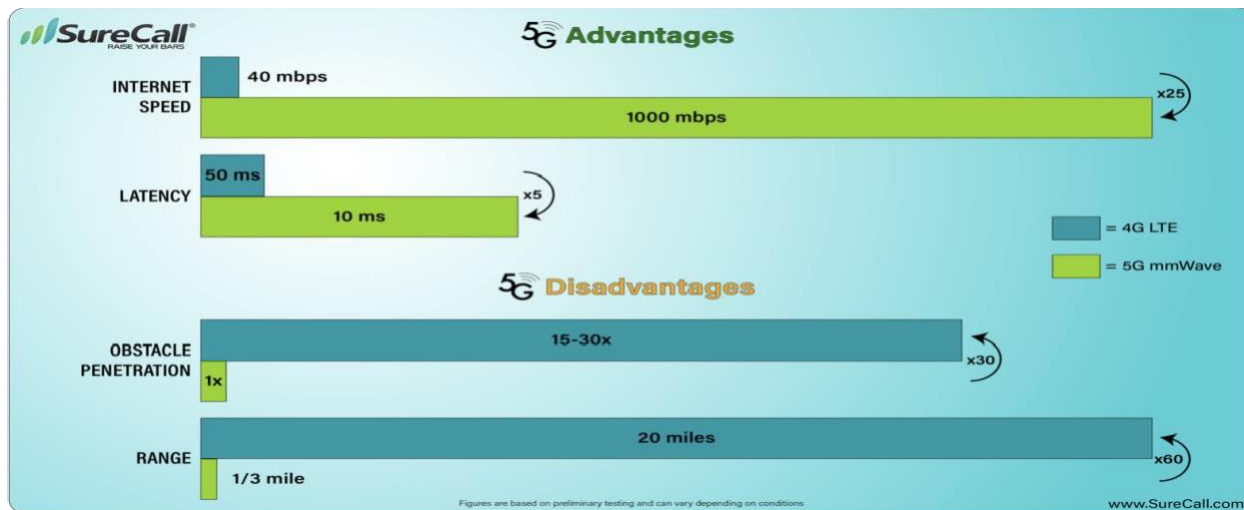 SureCall®
RAISE YOUR BARS
5G Advantages
INTERNET
SPEED
40 mbps
1000 mbps
x25
LATENCY
50 ms
10 ms
x5
= 4G LTE
= 5G mmWave
5G Disadvantages
OBSTACLE
PENETRATION
15-30x
1x
x30
RANGE
20 miles
1/3 mile
x60
Figures are based on preliminary testing and can vary depending on conditions
www.SureCall.com